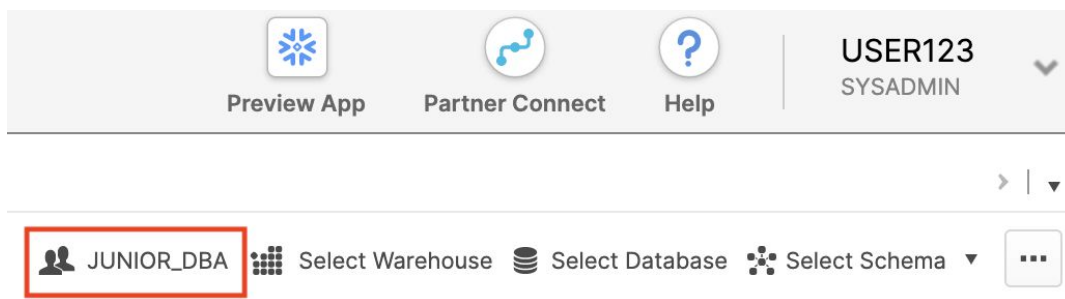 USER123
SYSADMIN
Preview App Partner Connect Help
JUNIOR_DBA Select Warehouse Select Database Select Schema